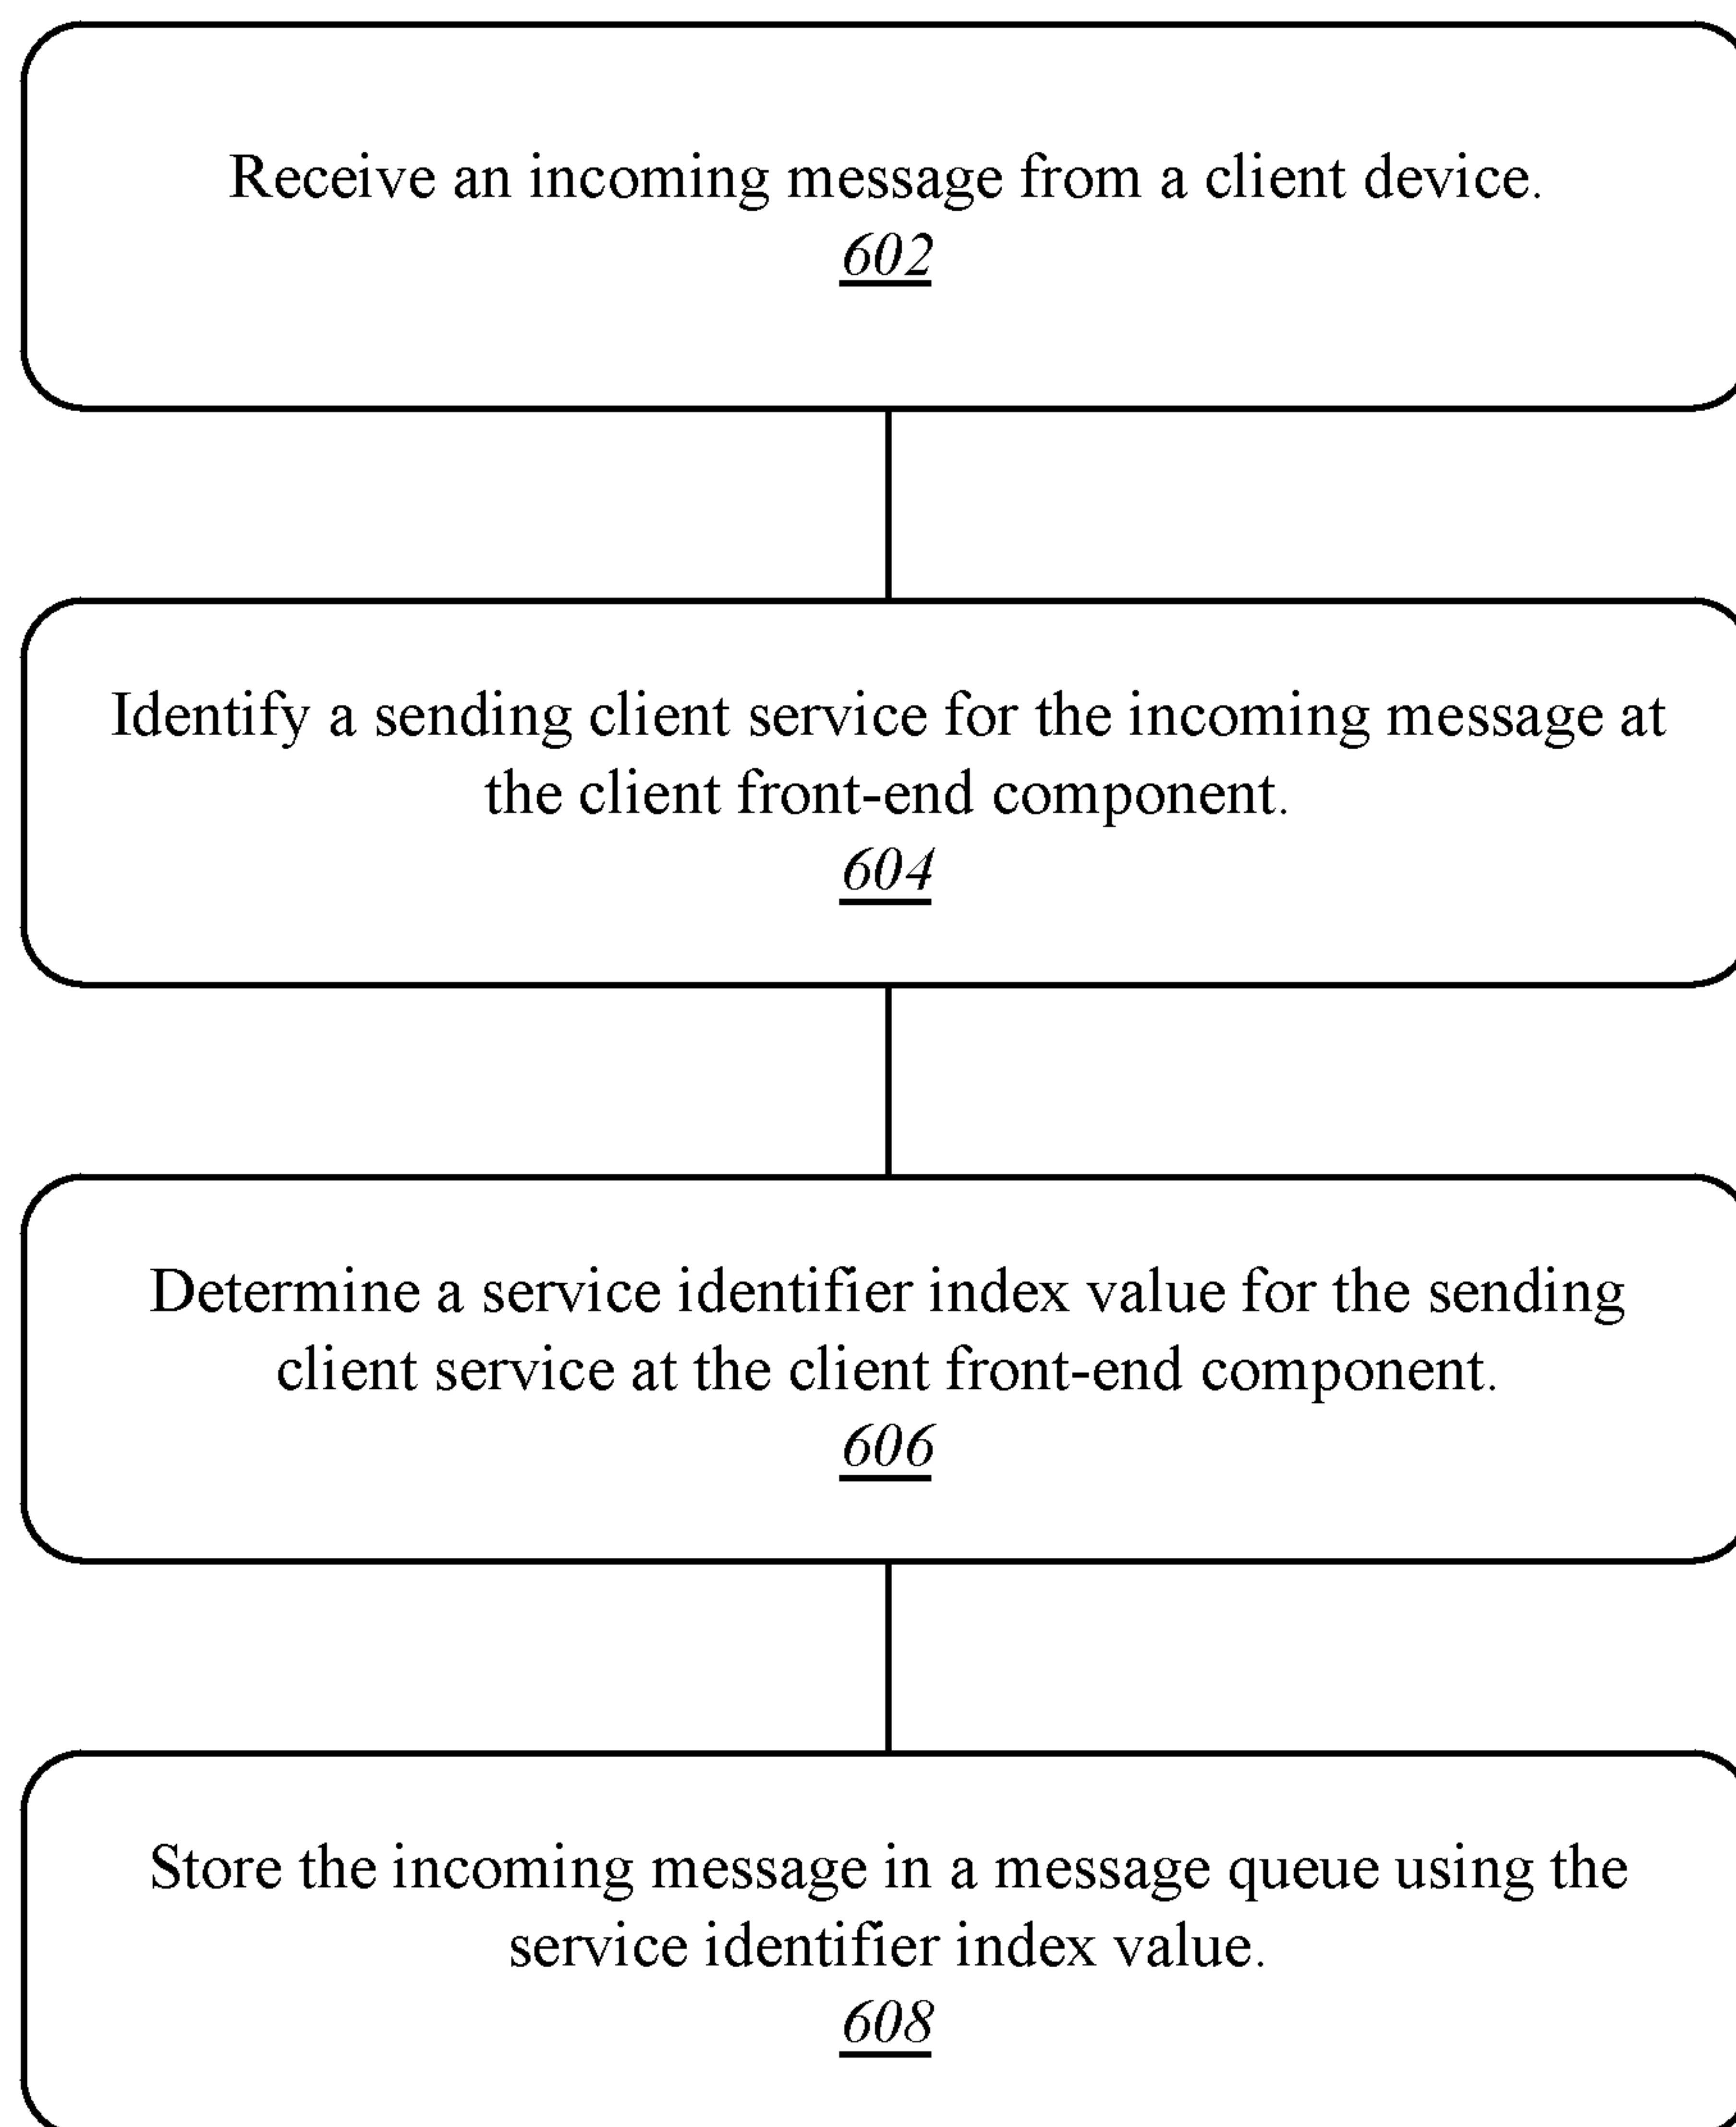 Receive an incoming message from a client device.
602
Identify a sending client service for the incoming message at
the client front-end component.
604
Determine a service identifier index value for the sending
client service at the client front-end component.
606
Store the incoming message in a message queue using the
service identifier index value.
608